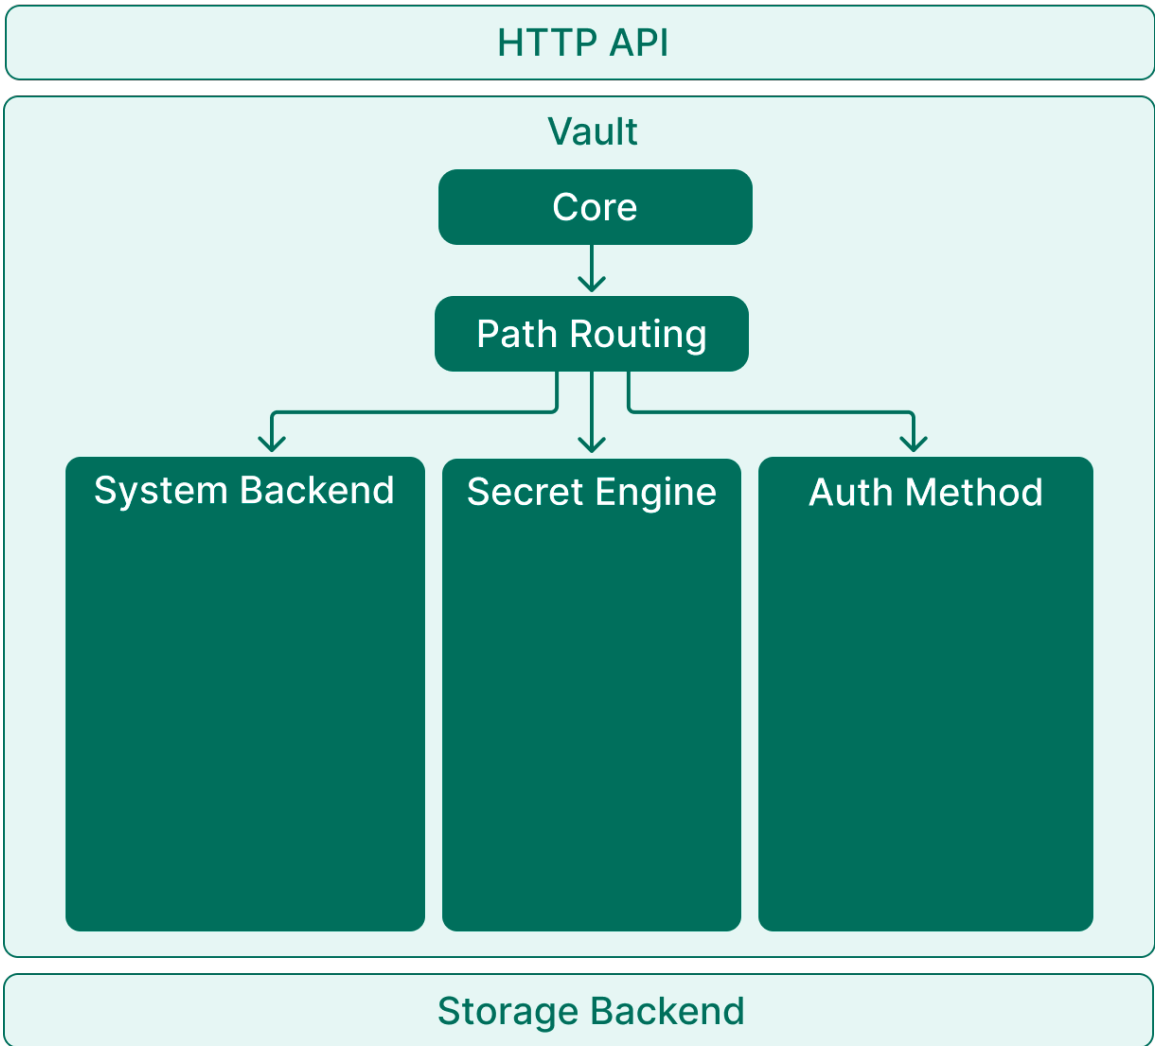 HTTP API
Vault
Core
Path Routing
System Backend
Secret Engine
Auth Method
Storage Backend